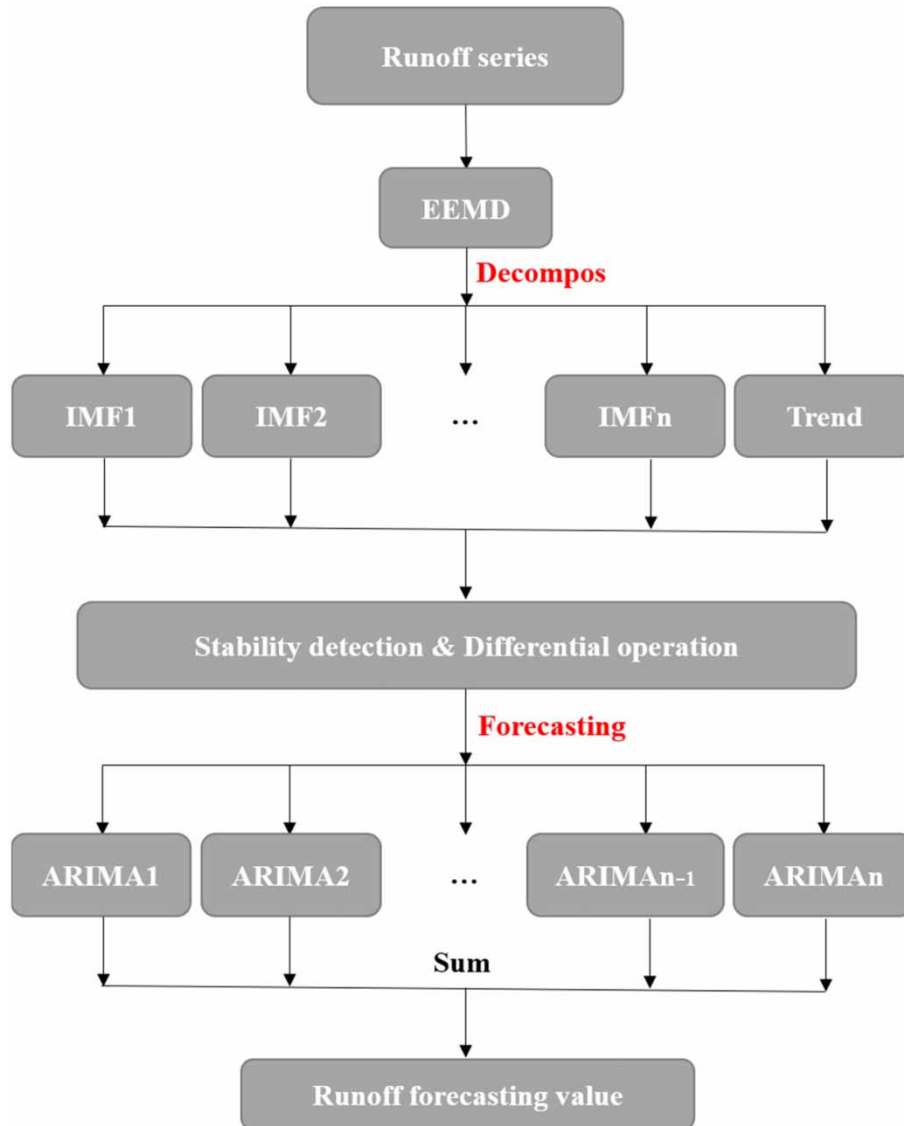 Runoff series
EEMD
Decompos
IMF1 IMF2 ... IMFn Trend
Stability detection & Differential operation
Forecasting
ARIMA1 ARIMA2 ... ARIMAn-1 ARIMAn
Sum
Runoff forecasting value